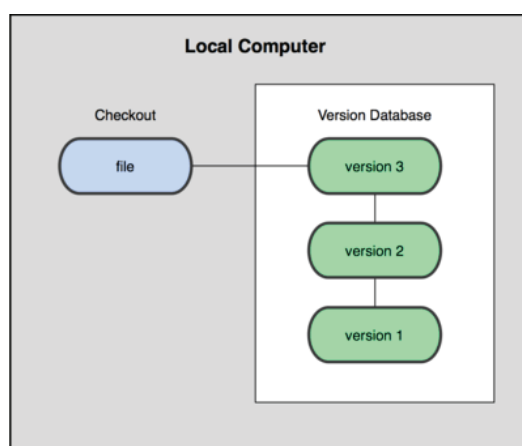 Local Computer
Checkout
Version Database
file
version 3
version 2
version 1